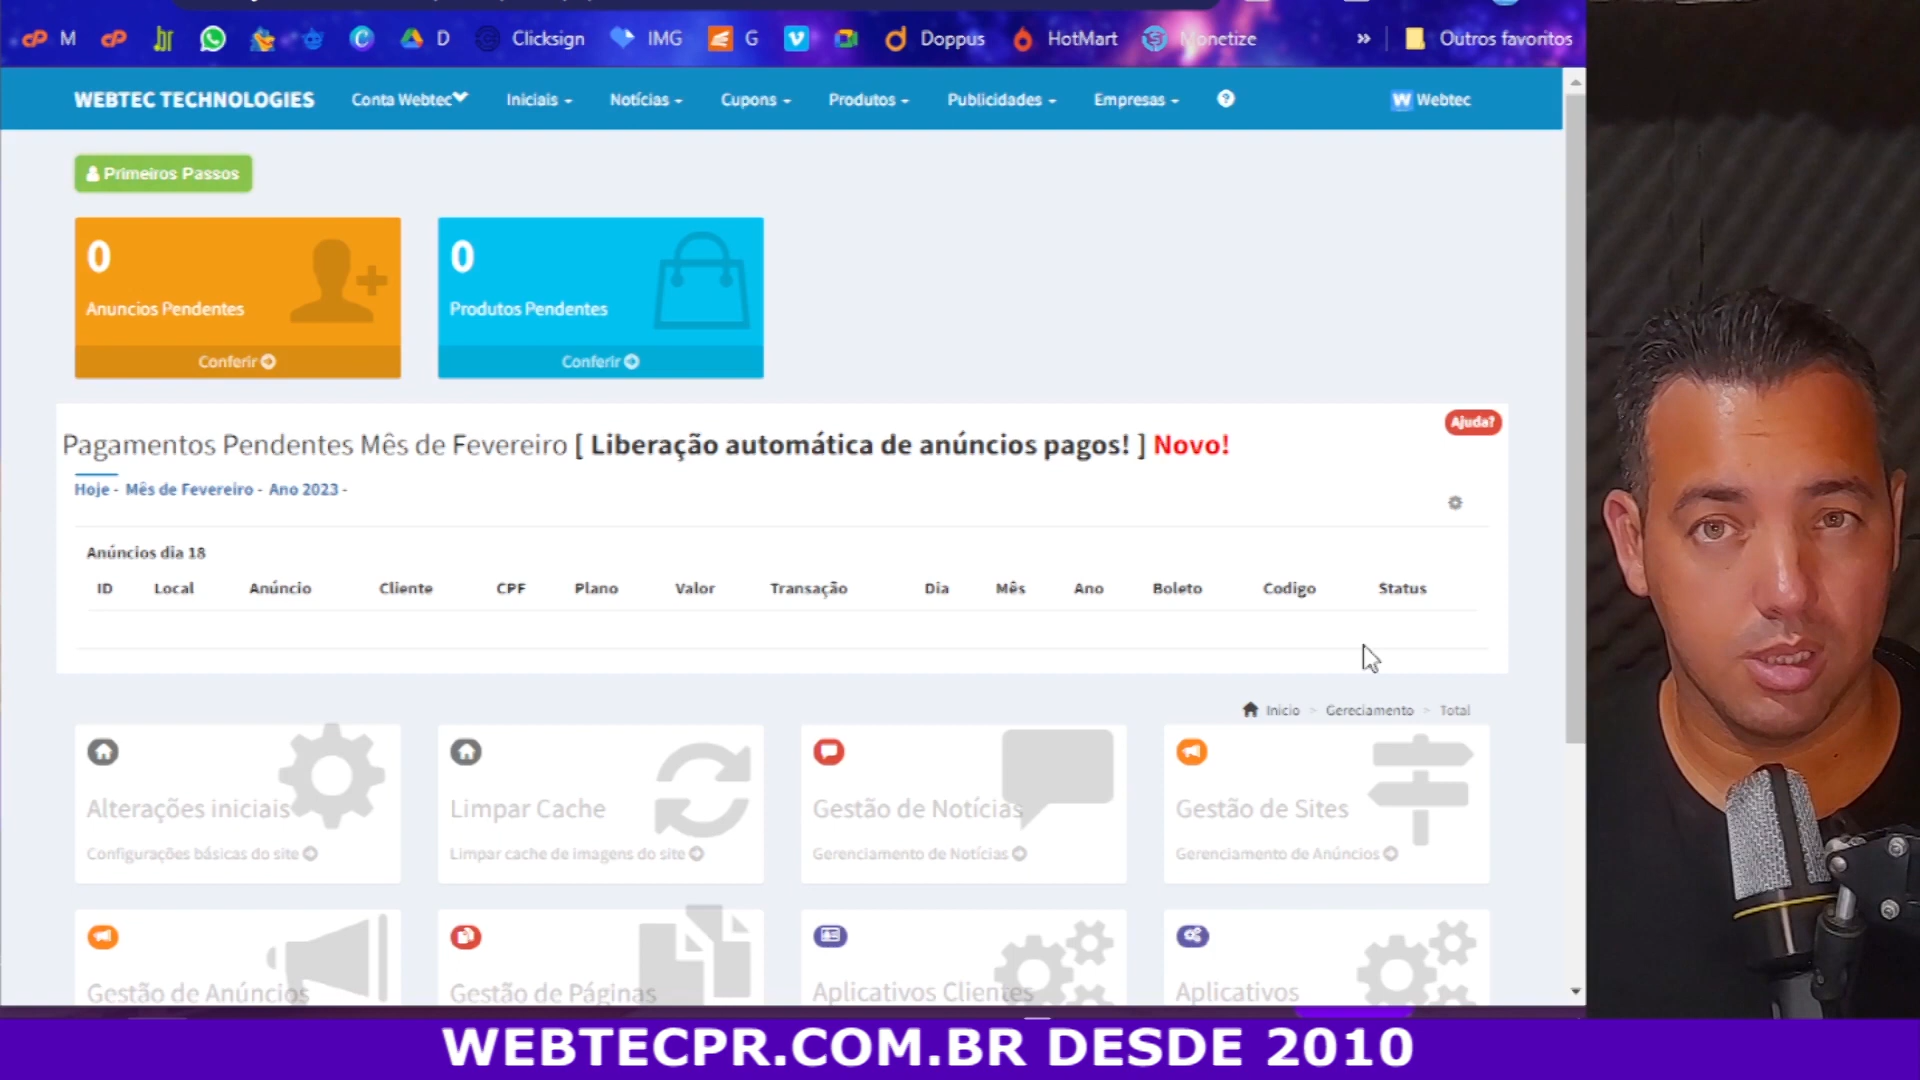 M
D
Clicksign
IMG
G
Doppus
HotMart
Monetize
»
Outros favoritos
WEBTEC TECHNOLOGIES
Conta Webtec
Iniciais
Notícias
Cupons
Produtos
Publicidades
Empresas
?
W Webtec
Primeiros Passos
0
Anuncios Pendentes
Conferir
0
Produtos Pendentes
Conferir
Ajuda?
Pagamentos Pendentes Mês de Fevereiro [ Liberação automática de anúncios pagos! ] Novo!
Hoje - Mês de Fevereiro - Ano 2023 -
Anúncios dia 18
ID Local Anúncio Cliente CPF Plano Valor Transação Dia Mês Ano Boleto Codigo Status
Inicio > Gereciamento > Total
Alterações iniciais
Configurações básicas do site
Limpar Cache
Limpar cache de imagens do site
Gestão de Notícias
Gerenciamento de Notícias
Gestão de Sites
Gerenciamento de Anúncios
Gestão de Anúncios
Gestão de Páginas
Aplicativos Clientes
Aplicativos
WEBTECPR.COM.BR DESDE 2010